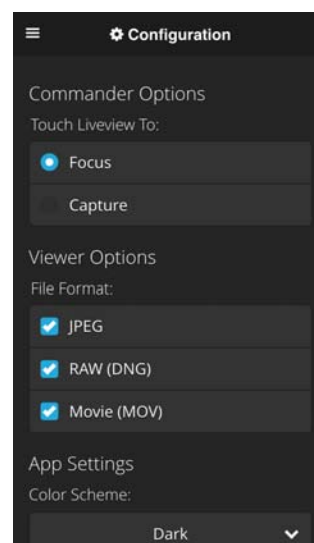 Configuration
Commander Options
Touch Liveview To:
Focus
Capture
Viewer Options
File Format:
JPEG
RAW (DNG)
Movie (MOV)
App Settings
Color Scheme:
Dark